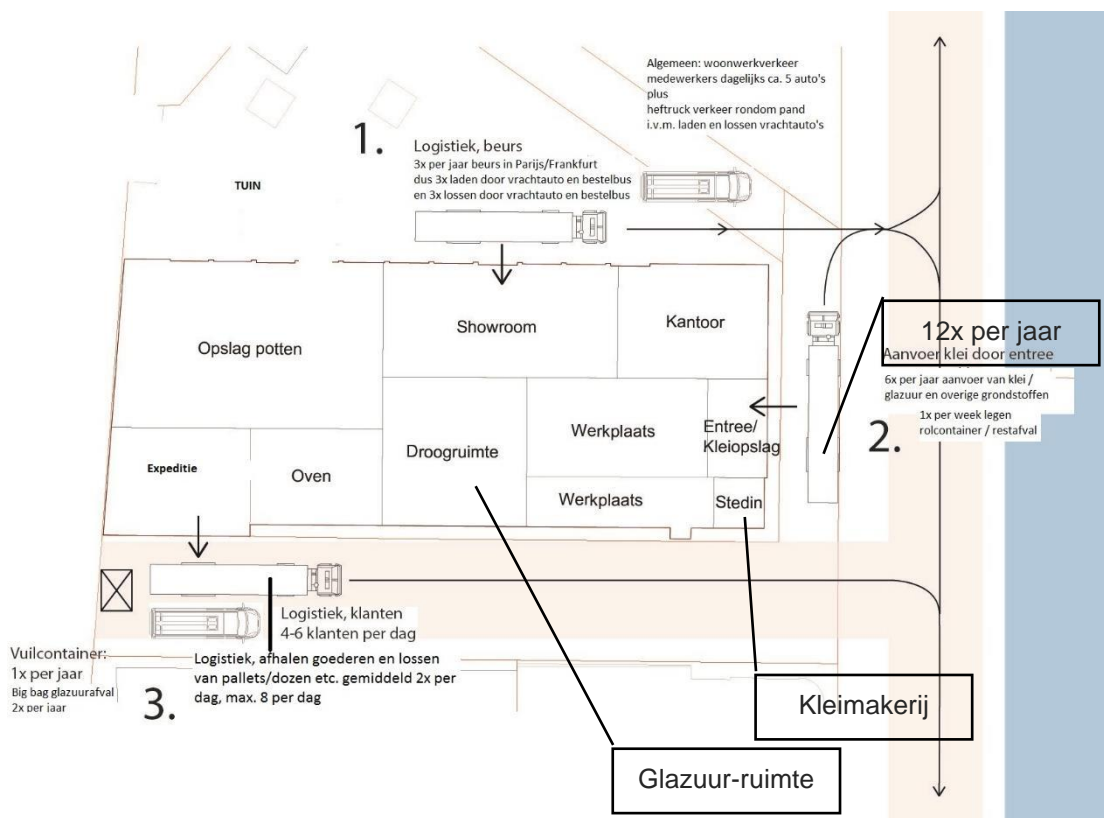 Algemeen: woonwerkverkeer
medewerkers dagelijks ca. 5 auto's
plus
heftruck verkeer rondom pand
i.v.m. laden en lossen vrachtauto's
1.
Logistiek, beurs
3x per jaar beurs in Parijs/Frankfurt
dus 3x laden door vrachtauto en bestelbus
en 3x lossen door vrachtauto en bestelbus
TUIN
Opslag potten
Showroom
Kantoor
12x per jaar
Aanvoer klei door entree
6x per jaar aanvoer van klei /
glazuur en overige grondstoffen
1x per week legen
rolcontainer / restafval
2.
Expeditie
Oven
Droogruimte
Werkplaats
Entree/
Kleiopslag
Werkplaats
Stedin
Logistiek, klanten
4-6 klanten per dag
Vuilcontainer:
1x per jaar
Big bag glazuurafval
2x per jaar
3.
Logistiek, afhalen goederen en lossen
van pallets/dozen etc. gemiddeld 2x per
dag, max. 8 per dag
Kleimakerij
Glazuur-ruimte